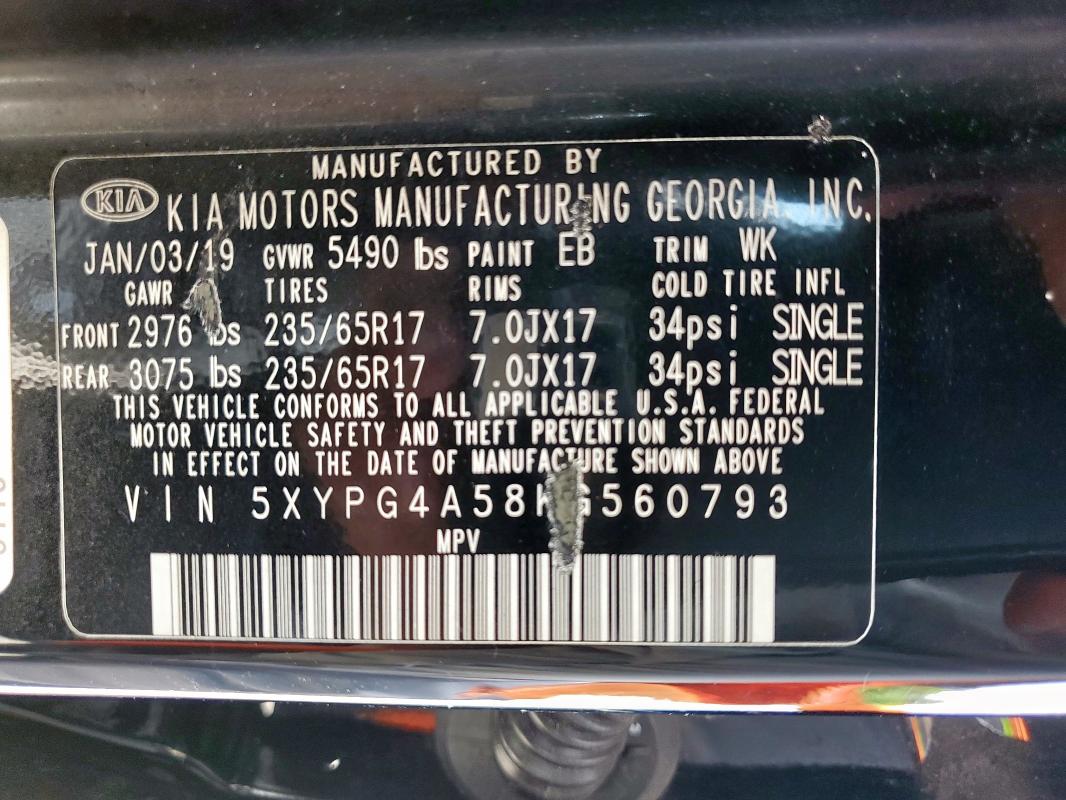 MANUFACTURED BY
KIA KIA MOTORS MANUFACTURING GEORGIA, INC.
JAN/03/19 GVWR 5490 lbs PAINT EB TRIM WK
GAWR TIRES RIMS COLD TIRE INFL
FRONT 2976 lbs 235/65R17 7.0JX17 34psi SINGLE
REAR 3075 lbs 235/65R17 7.0JX17 34psi SINGLE
THIS VEHICLE CONFORMS TO ALL APPLICABLE U.S.A. FEDERAL
MOTOR VEHICLE SAFETY AND THEFT PREVENTION STANDARDS
IN EFFECT ON THE DATE OF MANUFACTURE SHOWN ABOVE
VIN 5XYPG4A58KG560793
MPV